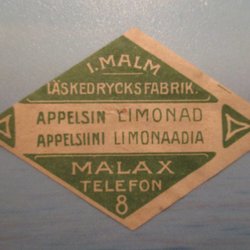 I. MALM
LÄSKEDRYCKSFABRIK.
APPELSIN LIMONAD
APPELSIINI LIMONAADIA
MALAX
TELEFON
8